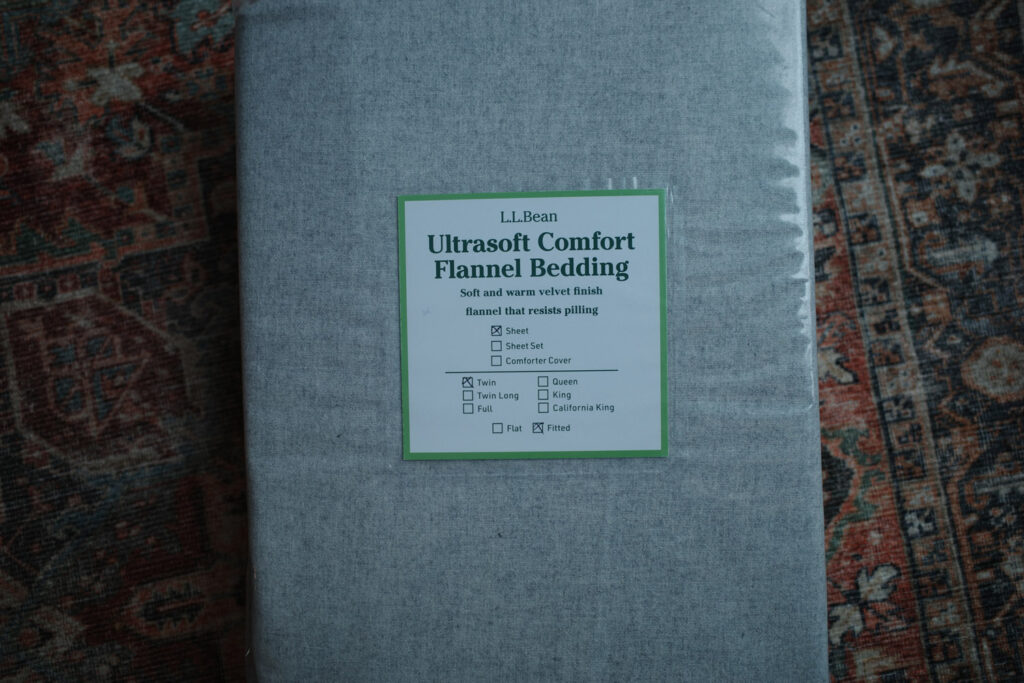 L.L.Bean
Ultrasoft Comfort
Flannel Bedding
Soft and warm velvet finish
flannel that resists pilling
☒ Sheet
☐ Sheet Set
☐ Comforter Cover
☒ Twin ☐ Queen
☐ Twin Long ☐ King
☐ Full ☐ California King
☐ Flat ☒ Fitted